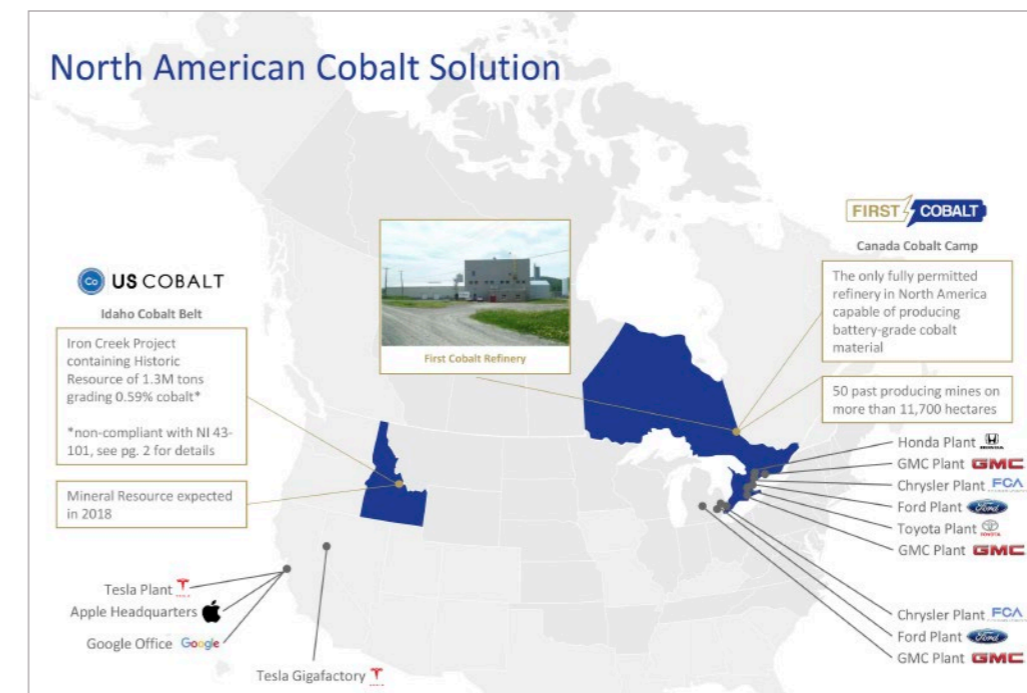 North American Cobalt Solution
Co US COBALT
Idaho Cobalt Belt
Iron Creek Project
containing Historic
Resource of 1.3M tons
grading 0.59% cobalt*
*non-compliant with NI 43-
101, see pg. 2 for details
Mineral Resource expected
in 2018
First Cobalt Refinery
FIRST COBALT
Canada Cobalt Camp
The only fully permitted
refinery in North America
capable of producing
battery-grade cobalt
material
50 past producing mines on
more than 11,700 hectares
Honda Plant HONDA
GMC Plant GMC
Chrysler Plant FCA
Ford Plant Ford
Toyota Plant TOYOTA
GMC Plant GMC
Chrysler Plant FCA
Ford Plant Ford
GMC Plant GMC
Tesla Plant
Apple Headquarters
Google Office Google
Tesla Gigafactory